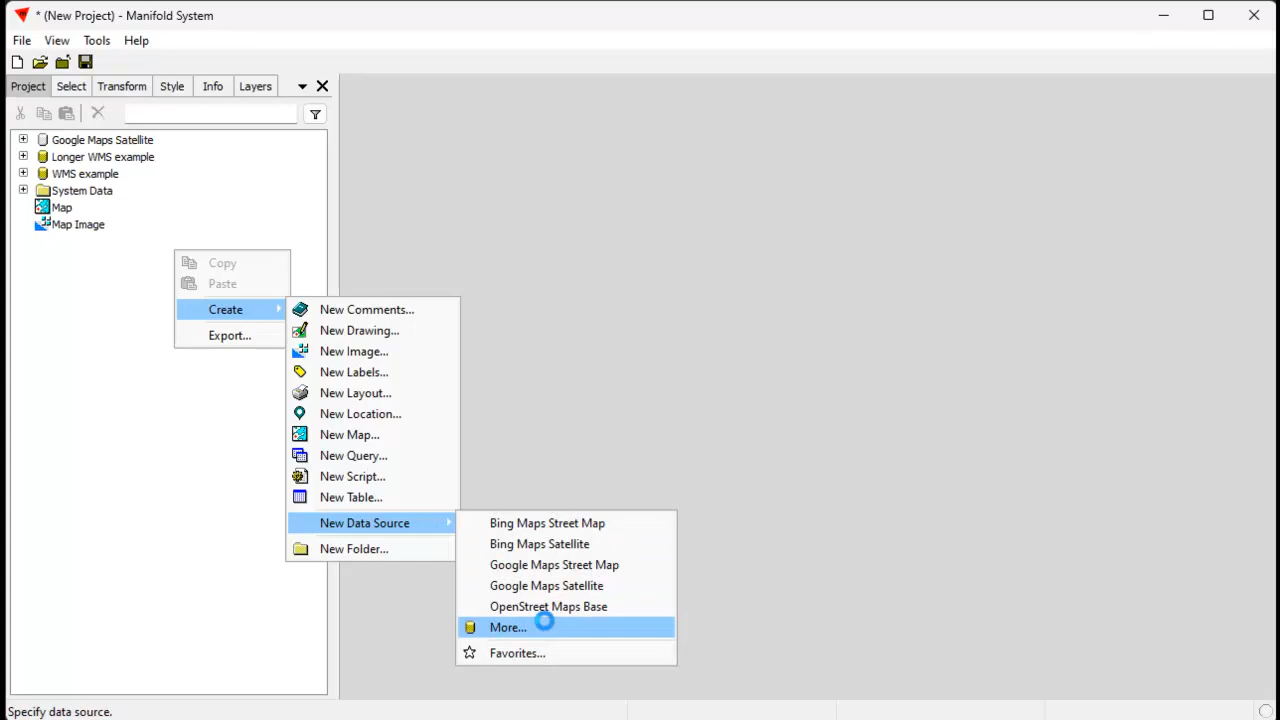 * (New Project) - Manifold System
File View Tools Help
Project Select Transform Style Info Layers
Google Maps Satellite
Longer WMS example
WMS example
System Data
Map
Map Image
Copy
Paste
Create
Export...
New Comments...
New Drawing...
New Image...
New Labels...
New Layout...
New Location...
New Map...
New Query...
New Script...
New Table...
New Data Source
New Folder...
Bing Maps Street Map
Bing Maps Satellite
Google Maps Street Map
Google Maps Satellite
OpenStreet Maps Base
More...
Favorites...
Specify data source.